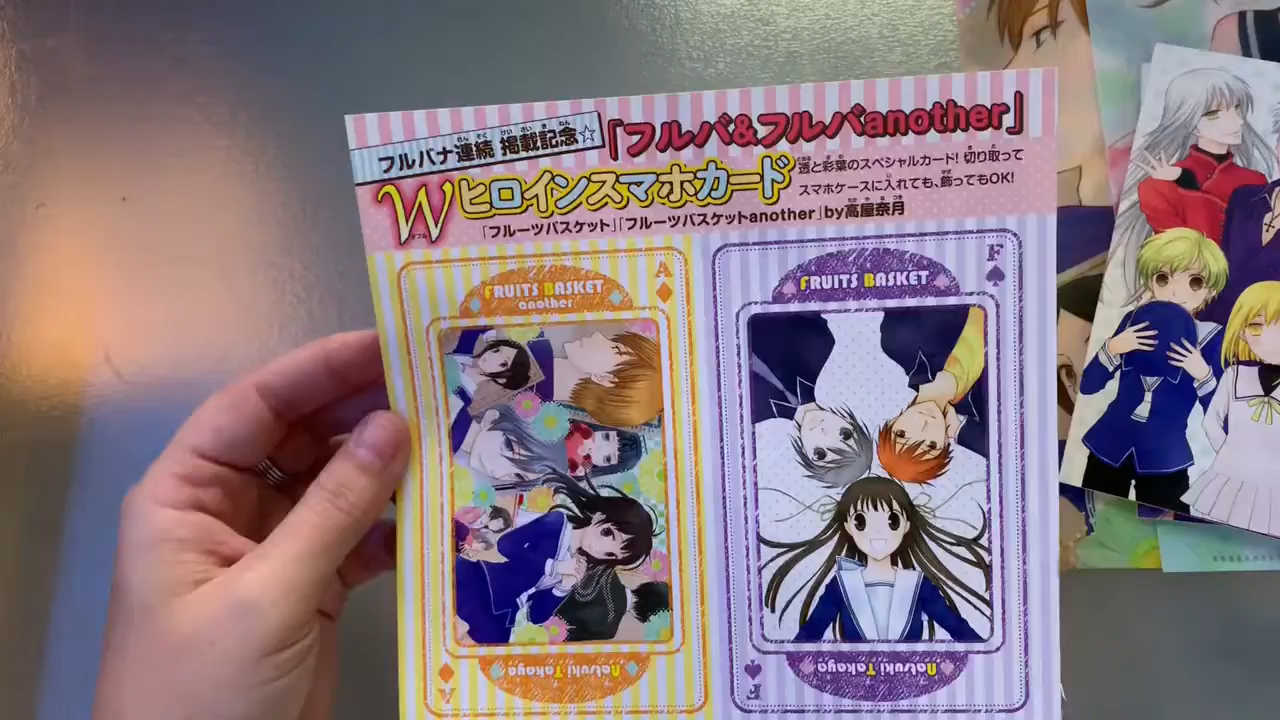 フルバナ連続 掲載記念☆
「フルバ&フルバanother」
Wヒロインスマホカード
ダブル
透と彩葉のスペシャルカード! 切り取って
スマホケースに入れても、飾ってもOK!
「フルーツバスケット」「フルーツバスケットanother」by高屋奈月
A
FRUITS BASKET
another
Natsuki Takaya
A
F
FRUITS BASKET
Natsuki Takaya
F